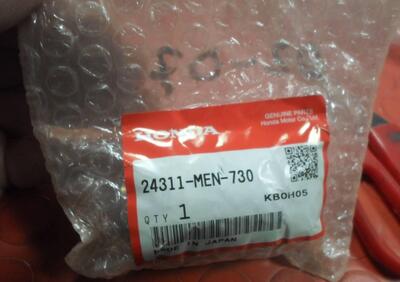 GENUINE PARTS
Honda Motor Co., Ltd.
HONDA
24311-MEN-730
KB0H05
QTY 1
MADE IN JAPAN